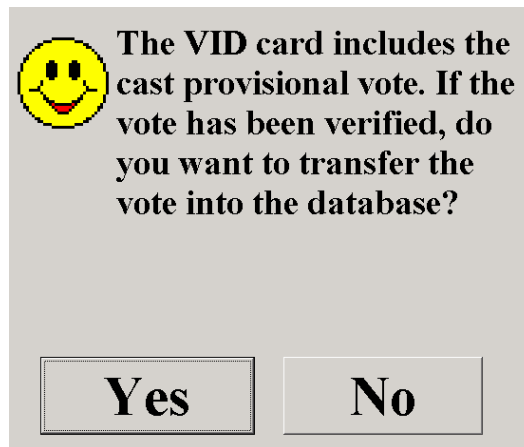 The VID card includes the
cast provisional vote. If the
vote has been verified, do
you want to transfer the
vote into the database?
Yes No